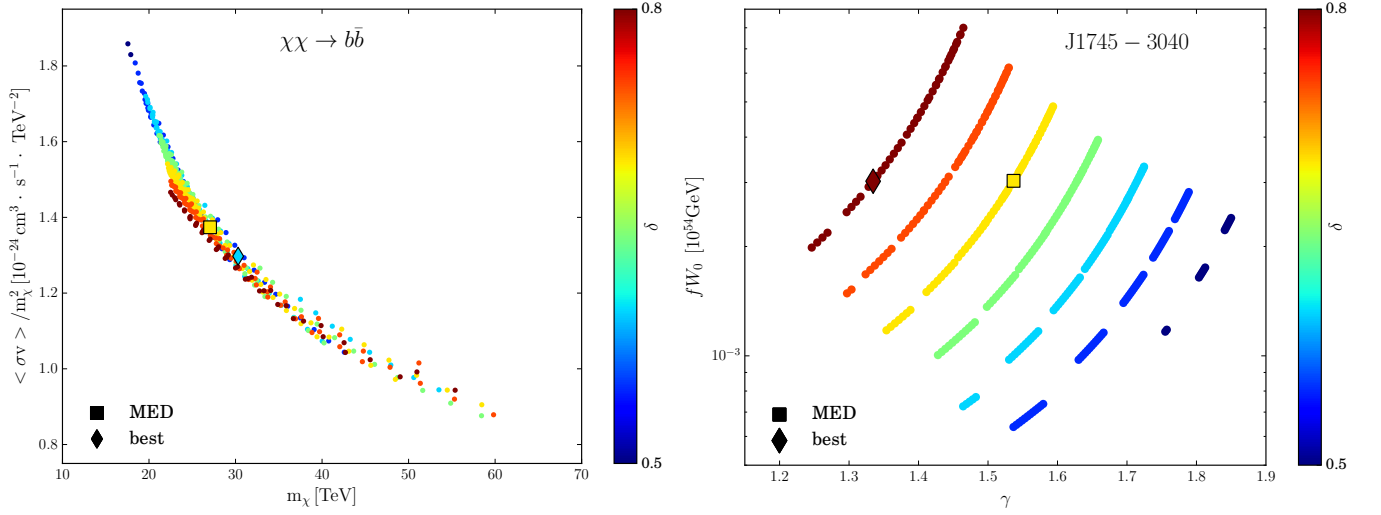 χχ → bb̄
1.8
1.6
1.4
1.2
1.0
0.8
< σv > /m²χ [10⁻²⁴ cm³ · s⁻¹ · TeV⁻²]
MED
best
10 20 30 40 50 60 70
mχ [TeV]
0.8
δ
0.5
J1745 − 3040
fW₀ [10⁵⁴GeV]
10⁻³
MED
best
1.2 1.3 1.4 1.5 1.6 1.7 1.8 1.9
γ
0.8
δ
0.5